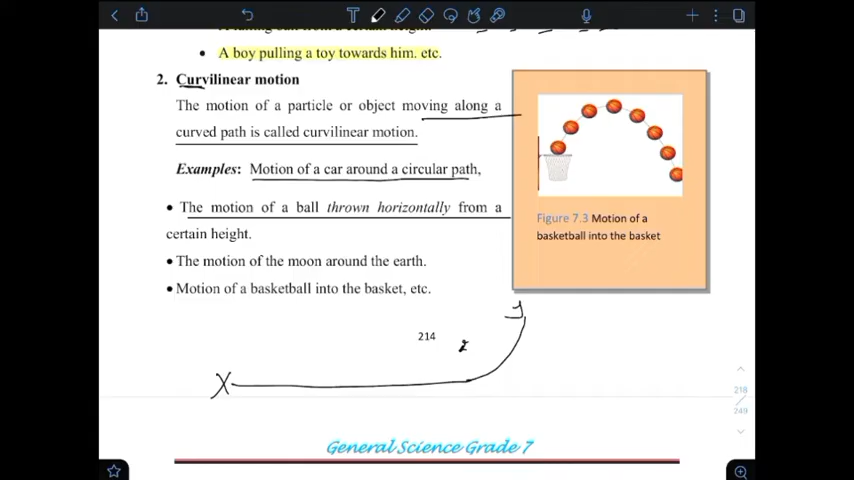 A boy pulling a toy towards him. etc.
2. Curvilinear motion
The motion of a particle or object moving along a
curved path is called curvilinear motion.
Examples: Motion of a car around a circular path,
• The motion of a ball thrown horizontally from a
certain height.
• The motion of the moon around the earth.
• Motion of a basketball into the basket, etc.
Figure 7.3 Motion of a
basketball into the basket
y
214
z
X
218
249
General Science Grade 7